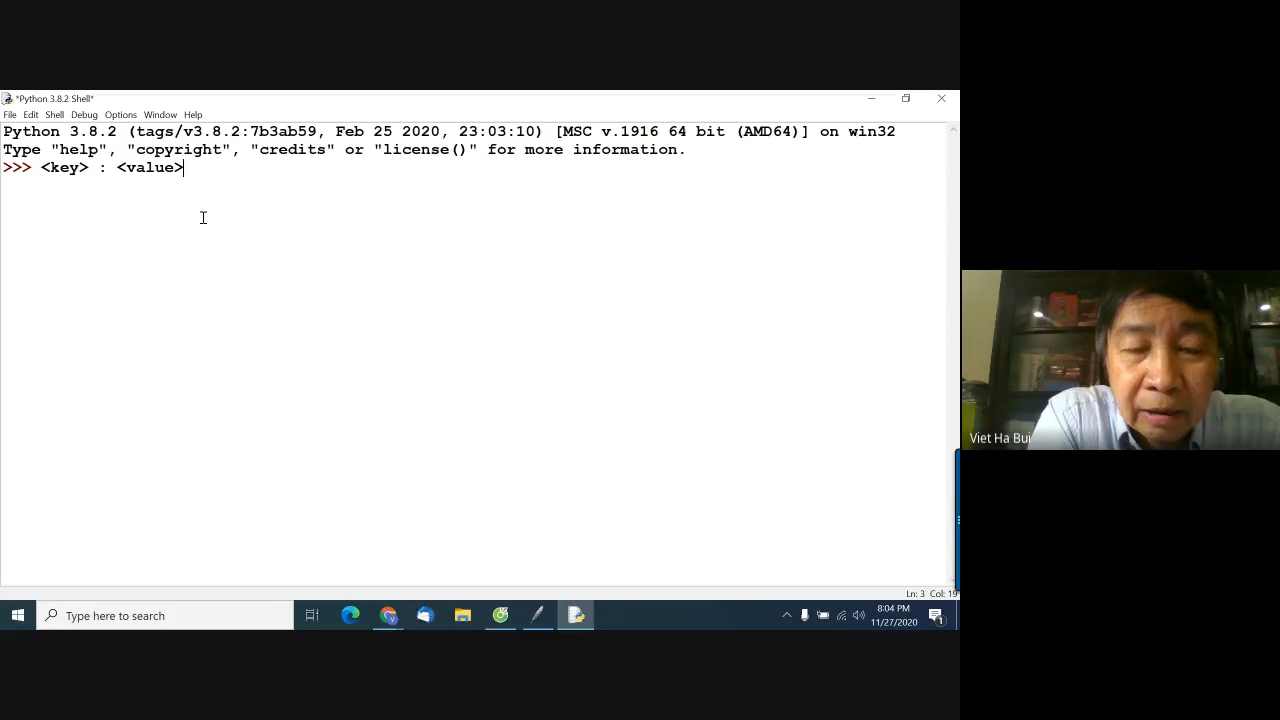 *Python 3.8.2 Shell*
File Edit Shell Debug Options Window Help
Python 3.8.2 (tags/v3.8.2:7b3ab59, Feb 25 2020, 23:03:10) [MSC v.1916 64 bit (AMD64)] on win32
Type "help", "copyright", "credits" or "license()" for more information.
>>> <key> : <value>
Viet Ha Bui
Ln: 3 Col: 19
Type here to search
8:04 PM
11/27/2020
1